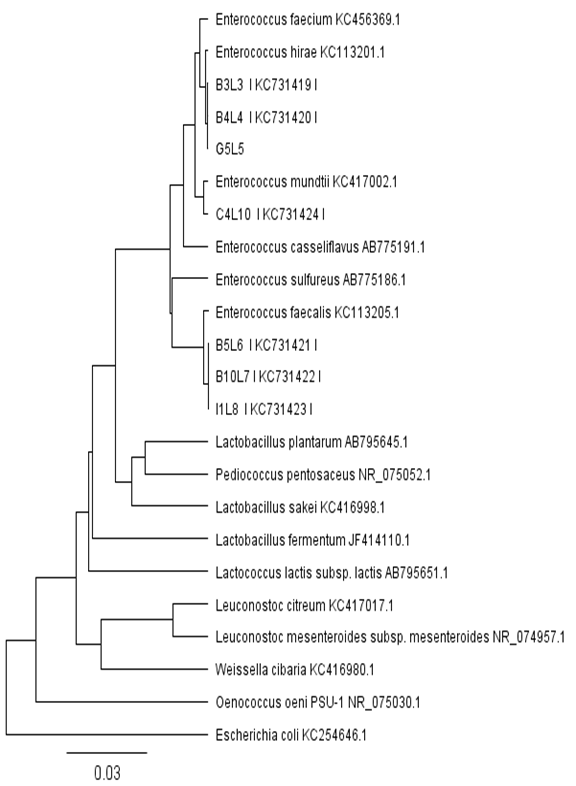 Enterococcus faecium KC456369.1
Enterococcus hirae KC113201.1
B3L3 I KC731419 I
B4L4 I KC731420 I
G5L5
Enterococcus mundtii KC417002.1
C4L10 I KC731424 I
Enterococcus casseliflavus AB775191.1
Enterococcus sulfureus AB775186.1
Enterococcus faecalis KC113205.1
B5L6 I KC731421 I
B10L7 I KC731422 I
I1L8 I KC731423 I
Lactobacillus plantarum AB795645.1
Pediococcus pentosaceus NR_075052.1
Lactobacillus sakei KC416998.1
Lactobacillus fermentum JF414110.1
Lactococcus lactis subsp. lactis AB795651.1
Leuconostoc citreum KC417017.1
Leuconostoc mesenteroides subsp. mesenteroides NR_074957.1
Weissella cibaria KC416980.1
Oenococcus oeni PSU-1 NR_075030.1
Escherichia coli KC254646.1
0.03